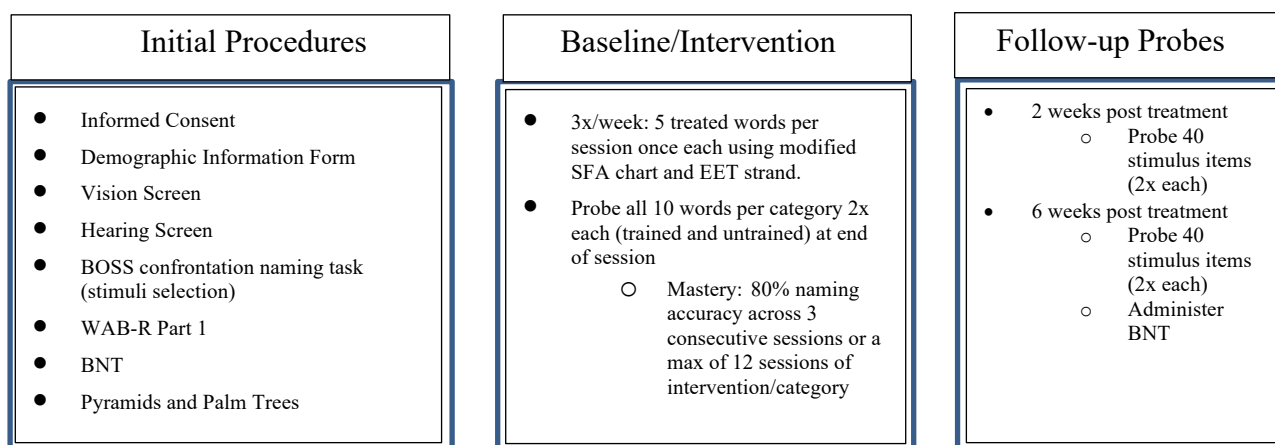 Initial Procedures
● Informed Consent
● Demographic Information Form
● Vision Screen
● Hearing Screen
● BOSS confrontation naming task
(stimuli selection)
● WAB-R Part 1
● BNT
● Pyramids and Palm Trees
Baseline/Intervention
● 3x/week: 5 treated words per
session once each using modified
SFA chart and EET strand.
● Probe all 10 words per category 2x
each (trained and untrained) at end
of session
○ Mastery: 80% naming
accuracy across 3
consecutive sessions or a
max of 12 sessions of
intervention/category
Follow-up Probes
• 2 weeks post treatment
○ Probe 40
stimulus items
(2x each)
• 6 weeks post treatment
○ Probe 40
stimulus items
(2x each)
○ Administer
BNT